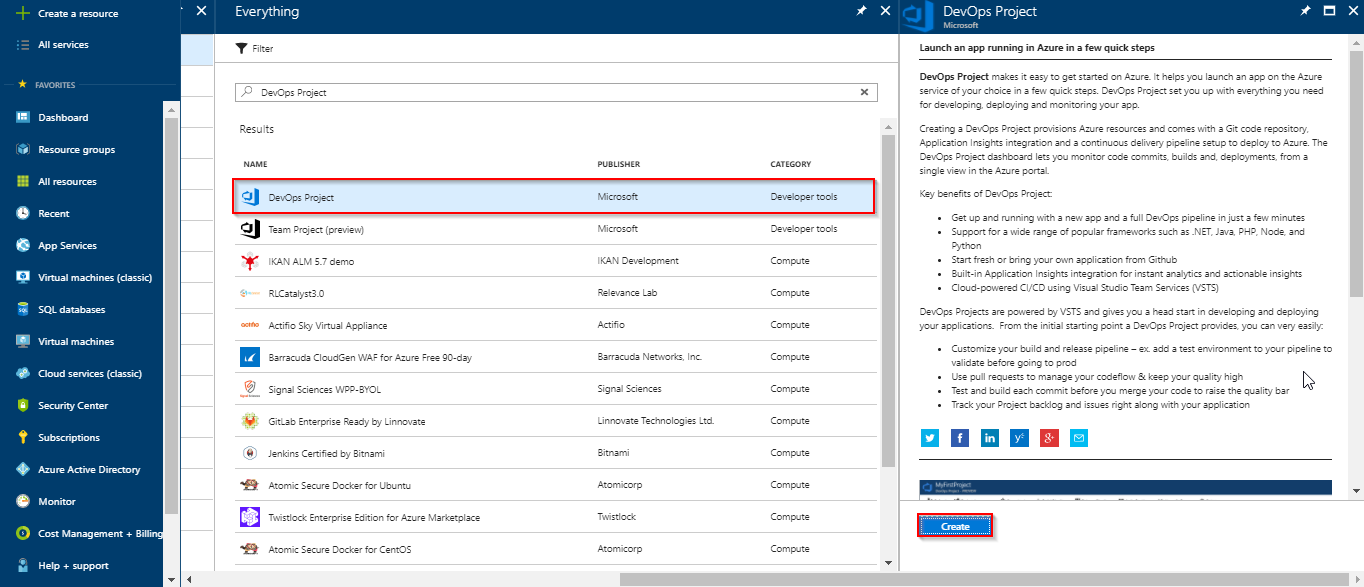 Create a resource
All services
FAVORITES
Dashboard
Resource groups
All resources
Recent
App Services
Virtual machines (classic)
SQL databases
Virtual machines
Cloud services (classic)
Security Center
Subscriptions
Azure Active Directory
Monitor
Cost Management + Billing
Help + support
Everything
Filter
DevOps Project
Results
NAME PUBLISHER CATEGORY
DevOps Project Microsoft Developer tools
Team Project (preview) Microsoft Developer tools
IKAN ALM 5.7 demo IKAN Development Compute
RLCatalyst3.0 Relevance Lab Compute
Actifio Sky Virtual Appliance Actifio Compute
Barracuda CloudGen WAF for Azure Free 90-day Barracuda Networks, Inc. Compute
Signal Sciences WPP-BYOL Signal Sciences Compute
GitLab Enterprise Ready by Linnovate Linnovate Technologies Ltd. Compute
Jenkins Certified by Bitnami Bitnami Compute
Atomic Secure Docker for Ubuntu Atomicorp Compute
Twistlock Enterprise Edition for Azure Marketplace Twistlock Compute
Atomic Secure Docker for CentOS Atomicorp Compute
DevOps Project
Microsoft
Launch an app running in Azure in a few quick steps
DevOps Project makes it easy to get started on Azure. It helps you launch an app on the Azure
service of your choice in a few quick steps. DevOps Project set you up with everything you need
for developing, deploying and monitoring your app.
Creating a DevOps Project provisions Azure resources and comes with a Git code repository,
Application Insights integration and a continuous delivery pipeline setup to deploy to Azure. The
DevOps Project dashboard lets you monitor code commits, builds and, deployments, from a
single view in the Azure portal.
Key benefits of DevOps Project:
• Get up and running with a new app and a full DevOps pipeline in just a few minutes
• Support for a wide range of popular frameworks such as .NET, Java, PHP, Node, and
Python
• Start fresh or bring your own application from Github
• Built-in Application Insights integration for instant analytics and actionable insights
• Cloud-powered CI/CD using Visual Studio Team Services (VSTS)
DevOps Projects are powered by VSTS and gives you a head start in developing and deploying
your applications. From the initial starting point a DevOps Project provides, you can very easily:
• Customize your build and release pipeline – ex. add a test environment to your pipeline to
validate before going to prod
• Use pull requests to manage your codeflow & keep your quality high
• Test and build each commit before you merge your code to raise the quality bar
• Track your Project backlog and issues right along with your application
MyFirstProject
Create